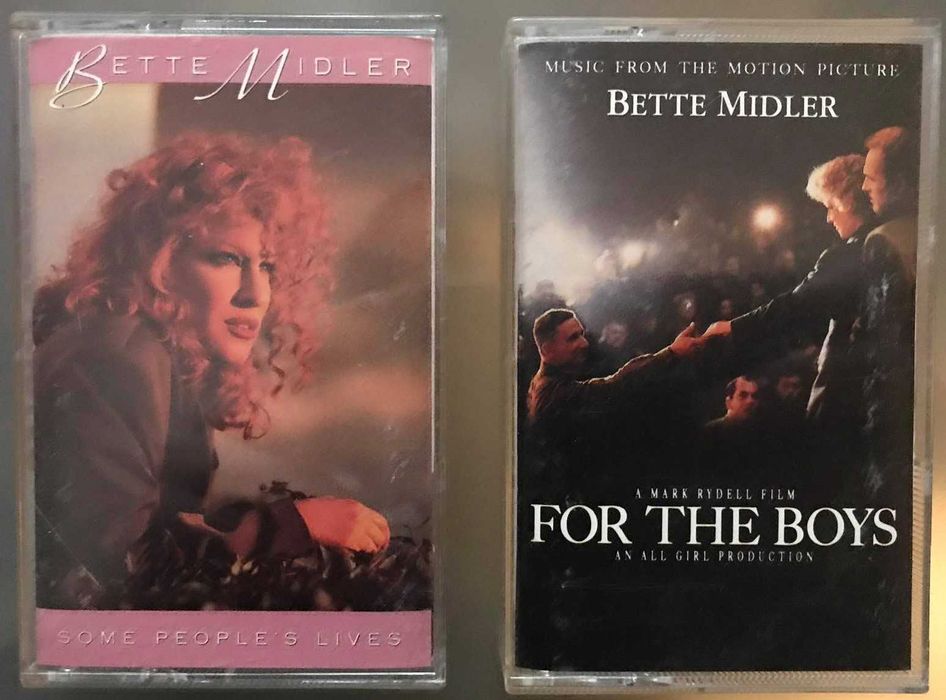 BETTE MIDLER
SOME PEOPLE'S LIVES
MUSIC FROM THE MOTION PICTURE
BETTE MIDLER
A MARK RYDELL FILM
FOR THE BOYS
AN ALL GIRL PRODUCTION